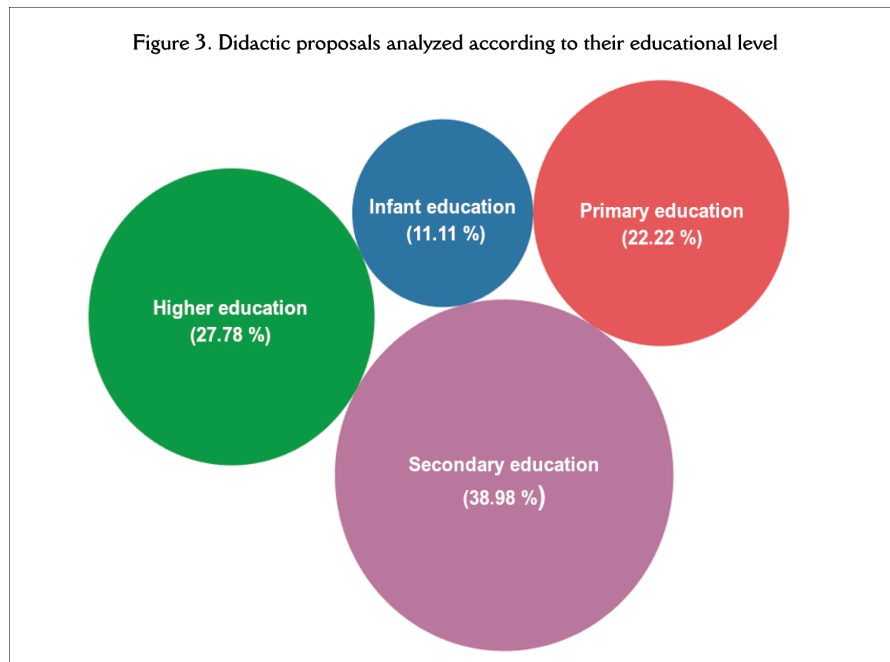 Figure 3. Didactic proposals analyzed according to their educational level
Infant education
(11.11 %)
Primary education
(22.22 %)
Higher education
(27.78 %)
Secondary education
(38.98 %)